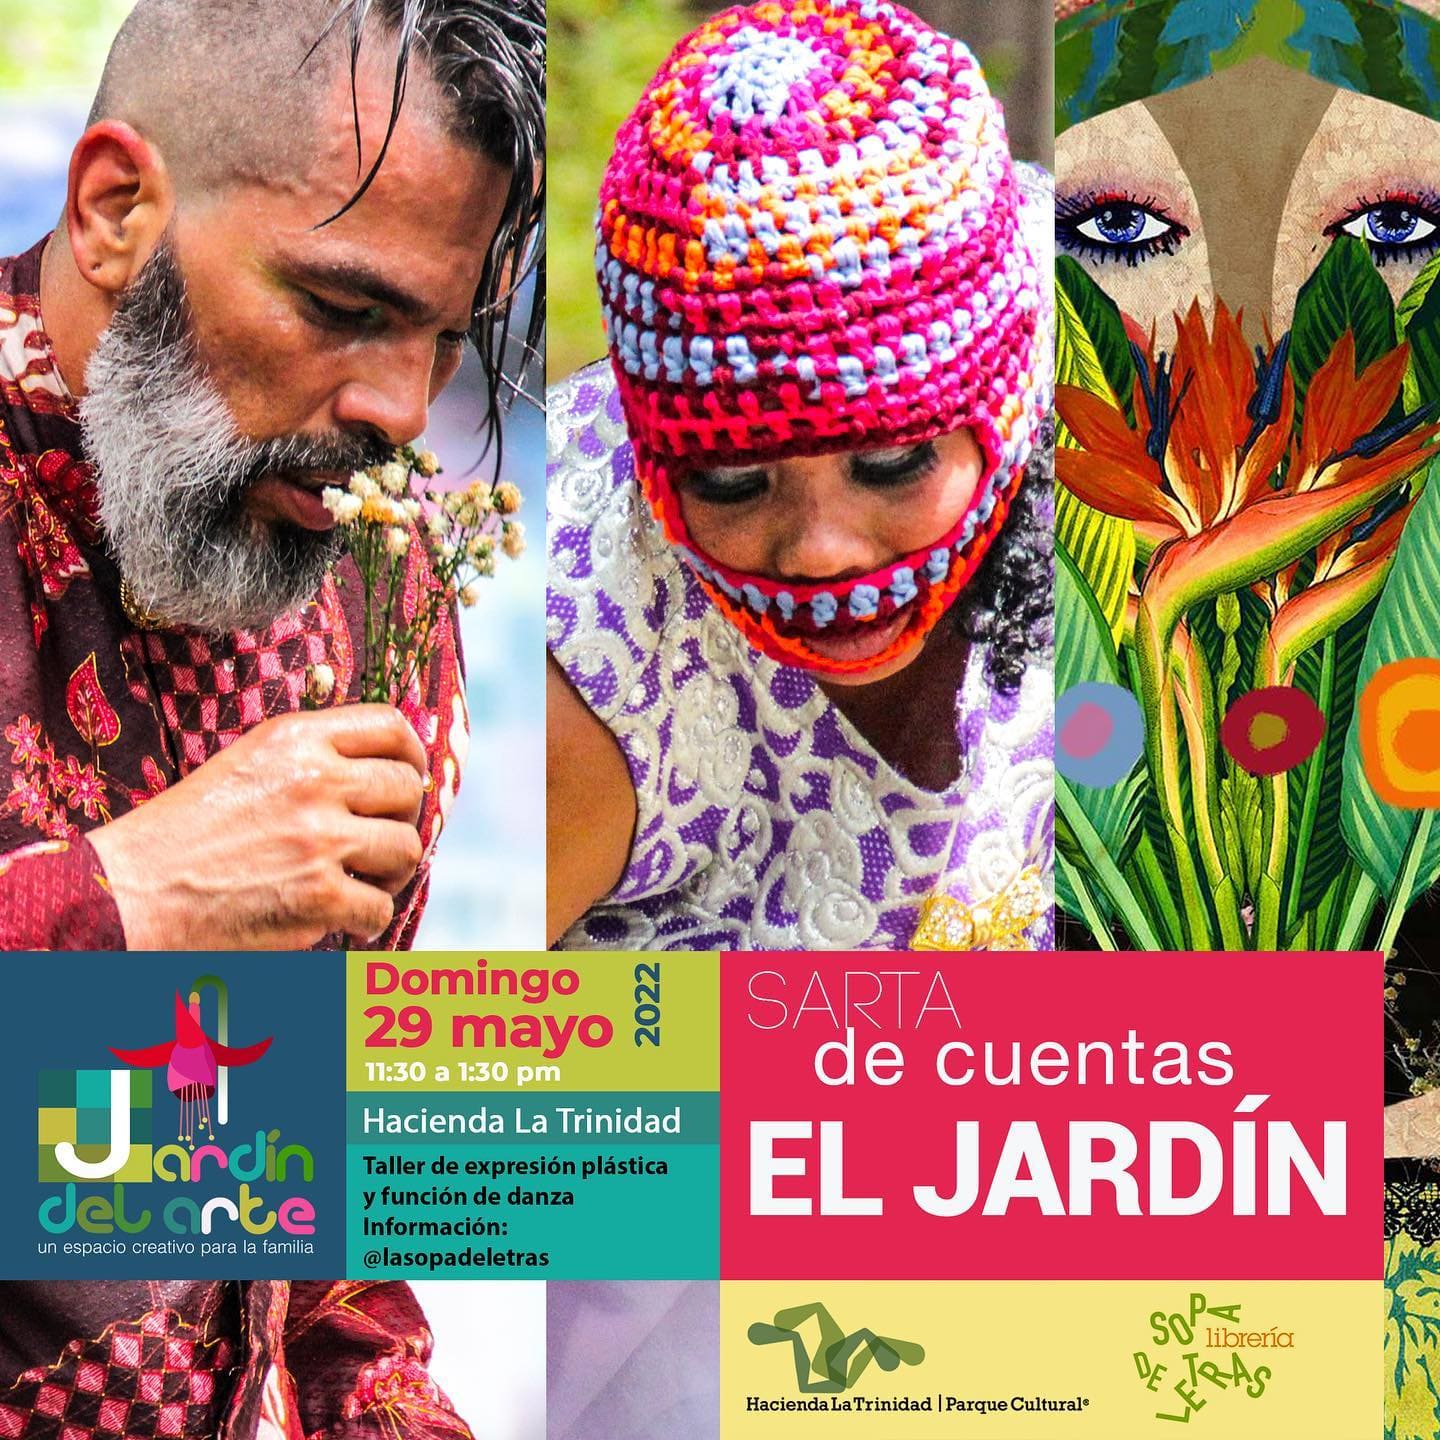 Jardín
del arte
un espacio creativo para la familia
Domingo
29 mayo
2022
11:30 a 1:30 pm
Hacienda La Trinidad
Taller de expresión plástica
y función de danza
Información:
@lasopadeletras
SARTA
de cuentas
EL JARDÍN
Hacienda La Trinidad | Parque Cultural®
SOPA
librería
DE
LETRAS